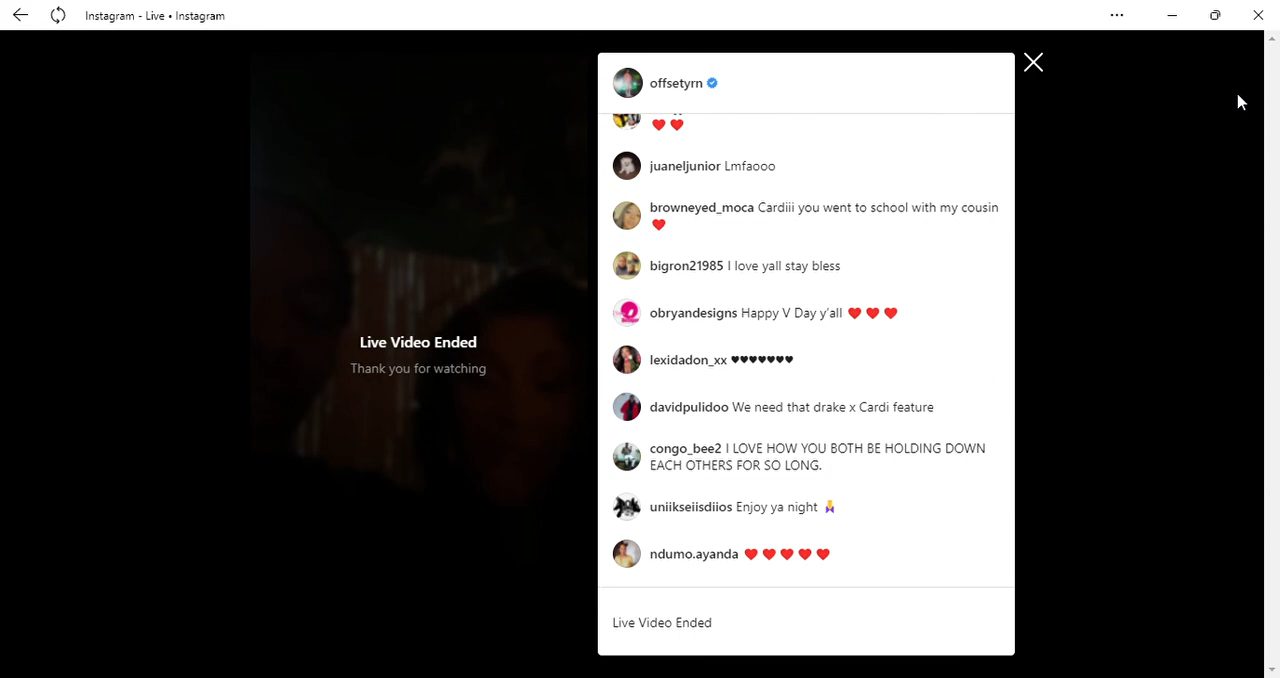 Instagram - Live • Instagram
offsetyrn
❤️ ❤️
juaneljunior Lmfaooo
browneyed_moca Cardiii you went to school with my cousin
❤️
bigron21985 I love yall stay bless
obryandesigns Happy V Day y'all ❤️ ❤️ ❤️
lexidadon_xx ♥♥♥♥♥♥♥
davidpulidoo We need that drake x Cardi feature
congo_bee2 I LOVE HOW YOU BOTH BE HOLDING DOWN
EACH OTHERS FOR SO LONG.
uniikseiisdiios Enjoy ya night
ndumo.ayanda ❤️ ❤️ ❤️ ❤️ ❤️
Live Video Ended
Live Video Ended
Thank you for watching